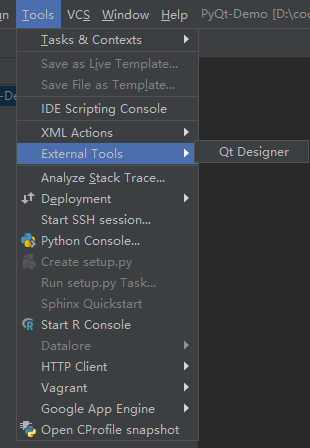 Tools VCS Window Help PyQt-Demo [D:\co
Tasks & Contexts
Save as Live Template...
Save File as Template...
IDE Scripting Console
XML Actions
External Tools
Qt Designer
Analyze Stack Trace...
Deployment
Start SSH session...
Python Console...
Create setup.py
Run setup.py Task...
Sphinx Quickstart
Start R Console
Datalore
HTTP Client
Vagrant
Google App Engine
Open CProfile snapshot